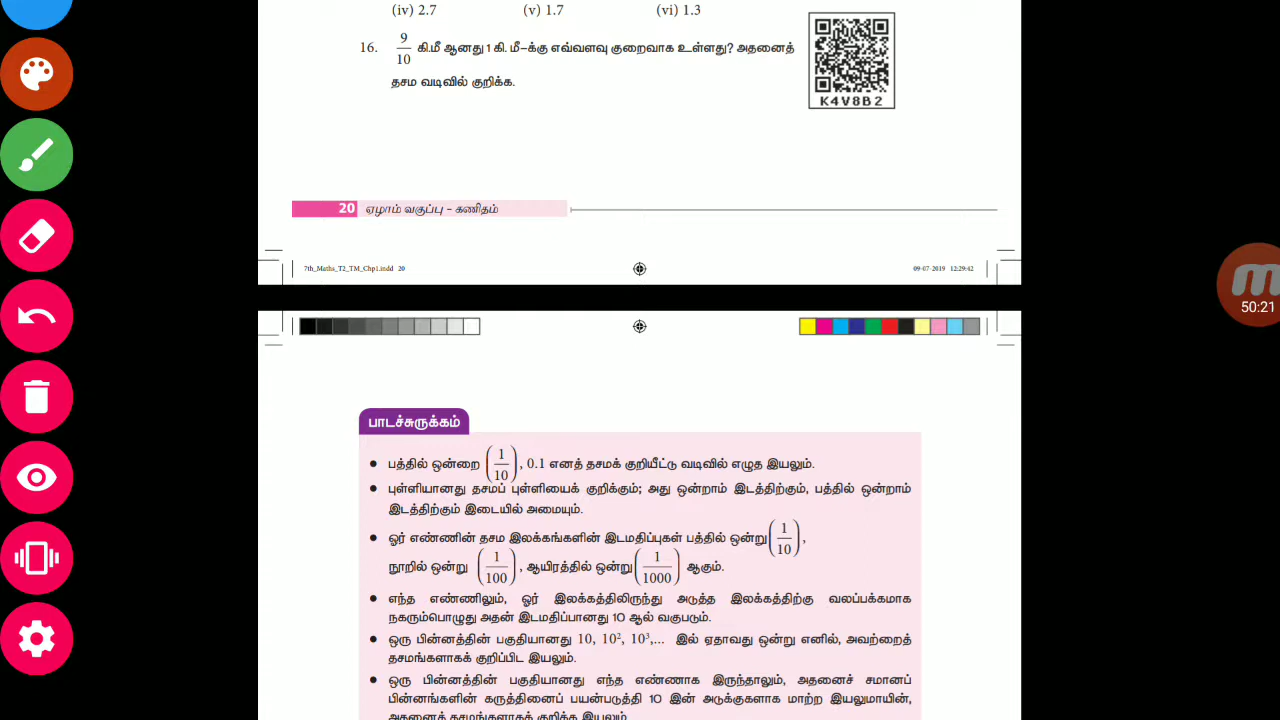 (iv) 2.7 (v) 1.7 (vi) 1.3
16. 9/10 கி.மீ ஆனது 1 கி. மீ-க்கு எவ்வளவு குறைவாக உள்ளது? அதனைத்
தசம வடிவில் குறிக்க.
K4V8B2
20 ஏழாம் வகுப்பு - கணிதம்
7th_Maths_T2_TM_Chp1.indd 20 09-07-2019 12:29:42
50:21
பாடச்சுருக்கம்
● பத்தில் ஒன்றை (1/10), 0.1 எனத் தசமக் குறியீட்டு வடிவில் எழுத இயலும்.
● புள்ளியானது தசமப் புள்ளியைக் குறிக்கும்; அது ஒன்றாம் இடத்திற்கும், பத்தில் ஒன்றாம்
இடத்திற்கும் இடையில் அமையும்.
● ஓர் எண்ணின் தசம இலக்கங்களின் இடமதிப்புகள் பத்தில் ஒன்று (1/10),
நூறில் ஒன்று (1/100), ஆயிரத்தில் ஒன்று (1/1000) ஆகும்.
● எந்த எண்ணிலும், ஓர் இலக்கத்திலிருந்து அடுத்த இலக்கத்திற்கு வலப்பக்கமாக
நகரும்பொழுது அதன் இடமதிப்பானது 10 ஆல் வகுபடும்.
● ஒரு பின்னத்தின் பகுதியானது 10, 10², 10³,... இல் ஏதாவது ஒன்று எனில், அவற்றைத்
தசமங்களாகக் குறிப்பிட இயலும்.
● ஒரு பின்னத்தின் பகுதியானது எந்த எண்ணாக இருந்தாலும், அதனைச் சமானப்
பின்னங்களின் கருத்தினைப் பயன்படுத்தி 10 இன் அடுக்குகளாக மாற்ற இயலுமாயின்,
அதனைத் தசமங்களாகக் குறிக்க இயலும்.